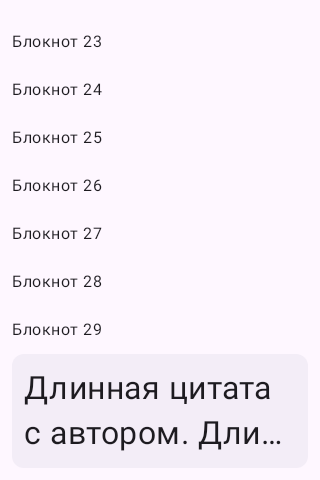 Блокнот 23
Блокнот 24
Блокнот 25
Блокнот 26
Блокнот 27
Блокнот 28
Блокнот 29
Длинная цитата
с автором. Дли…